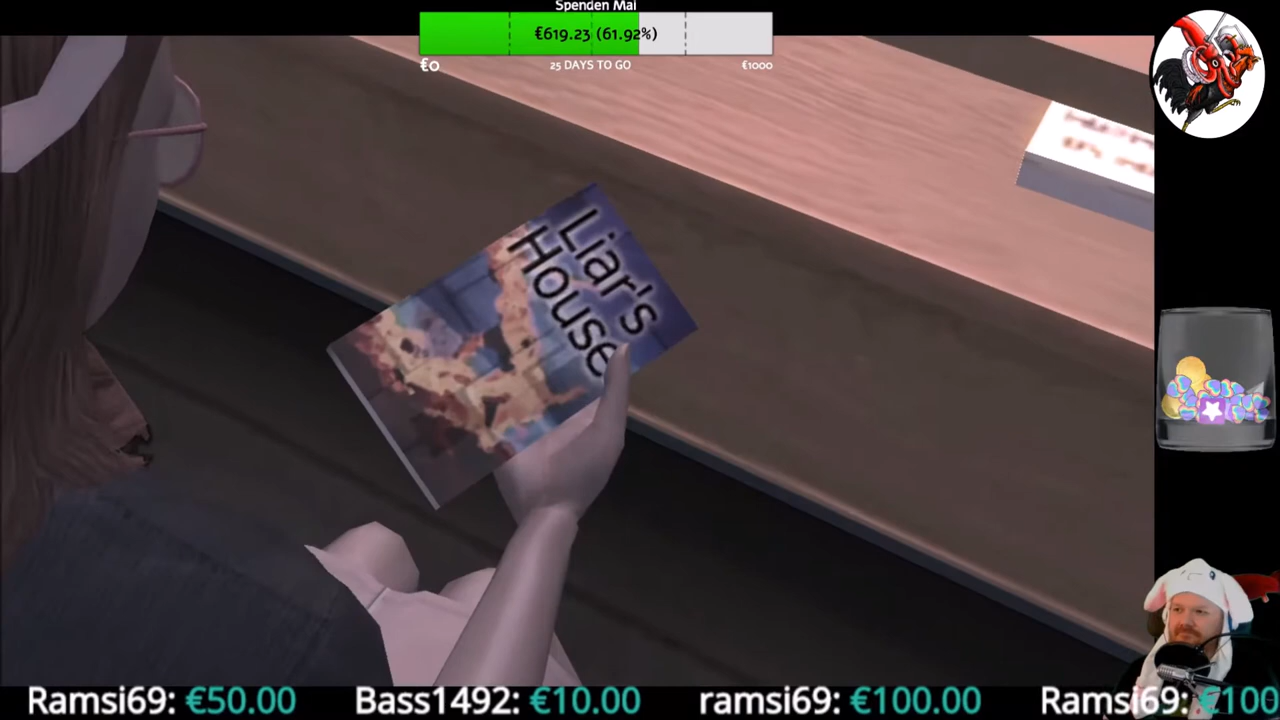 Spenden Mai
€619.23 (61.92%)
€0
25 DAYS TO GO
€1000
Liar's
House
Ramsi69: €50.00 Bass1492: €10.00 ramsi69: €100.00 Ramsi69: €100